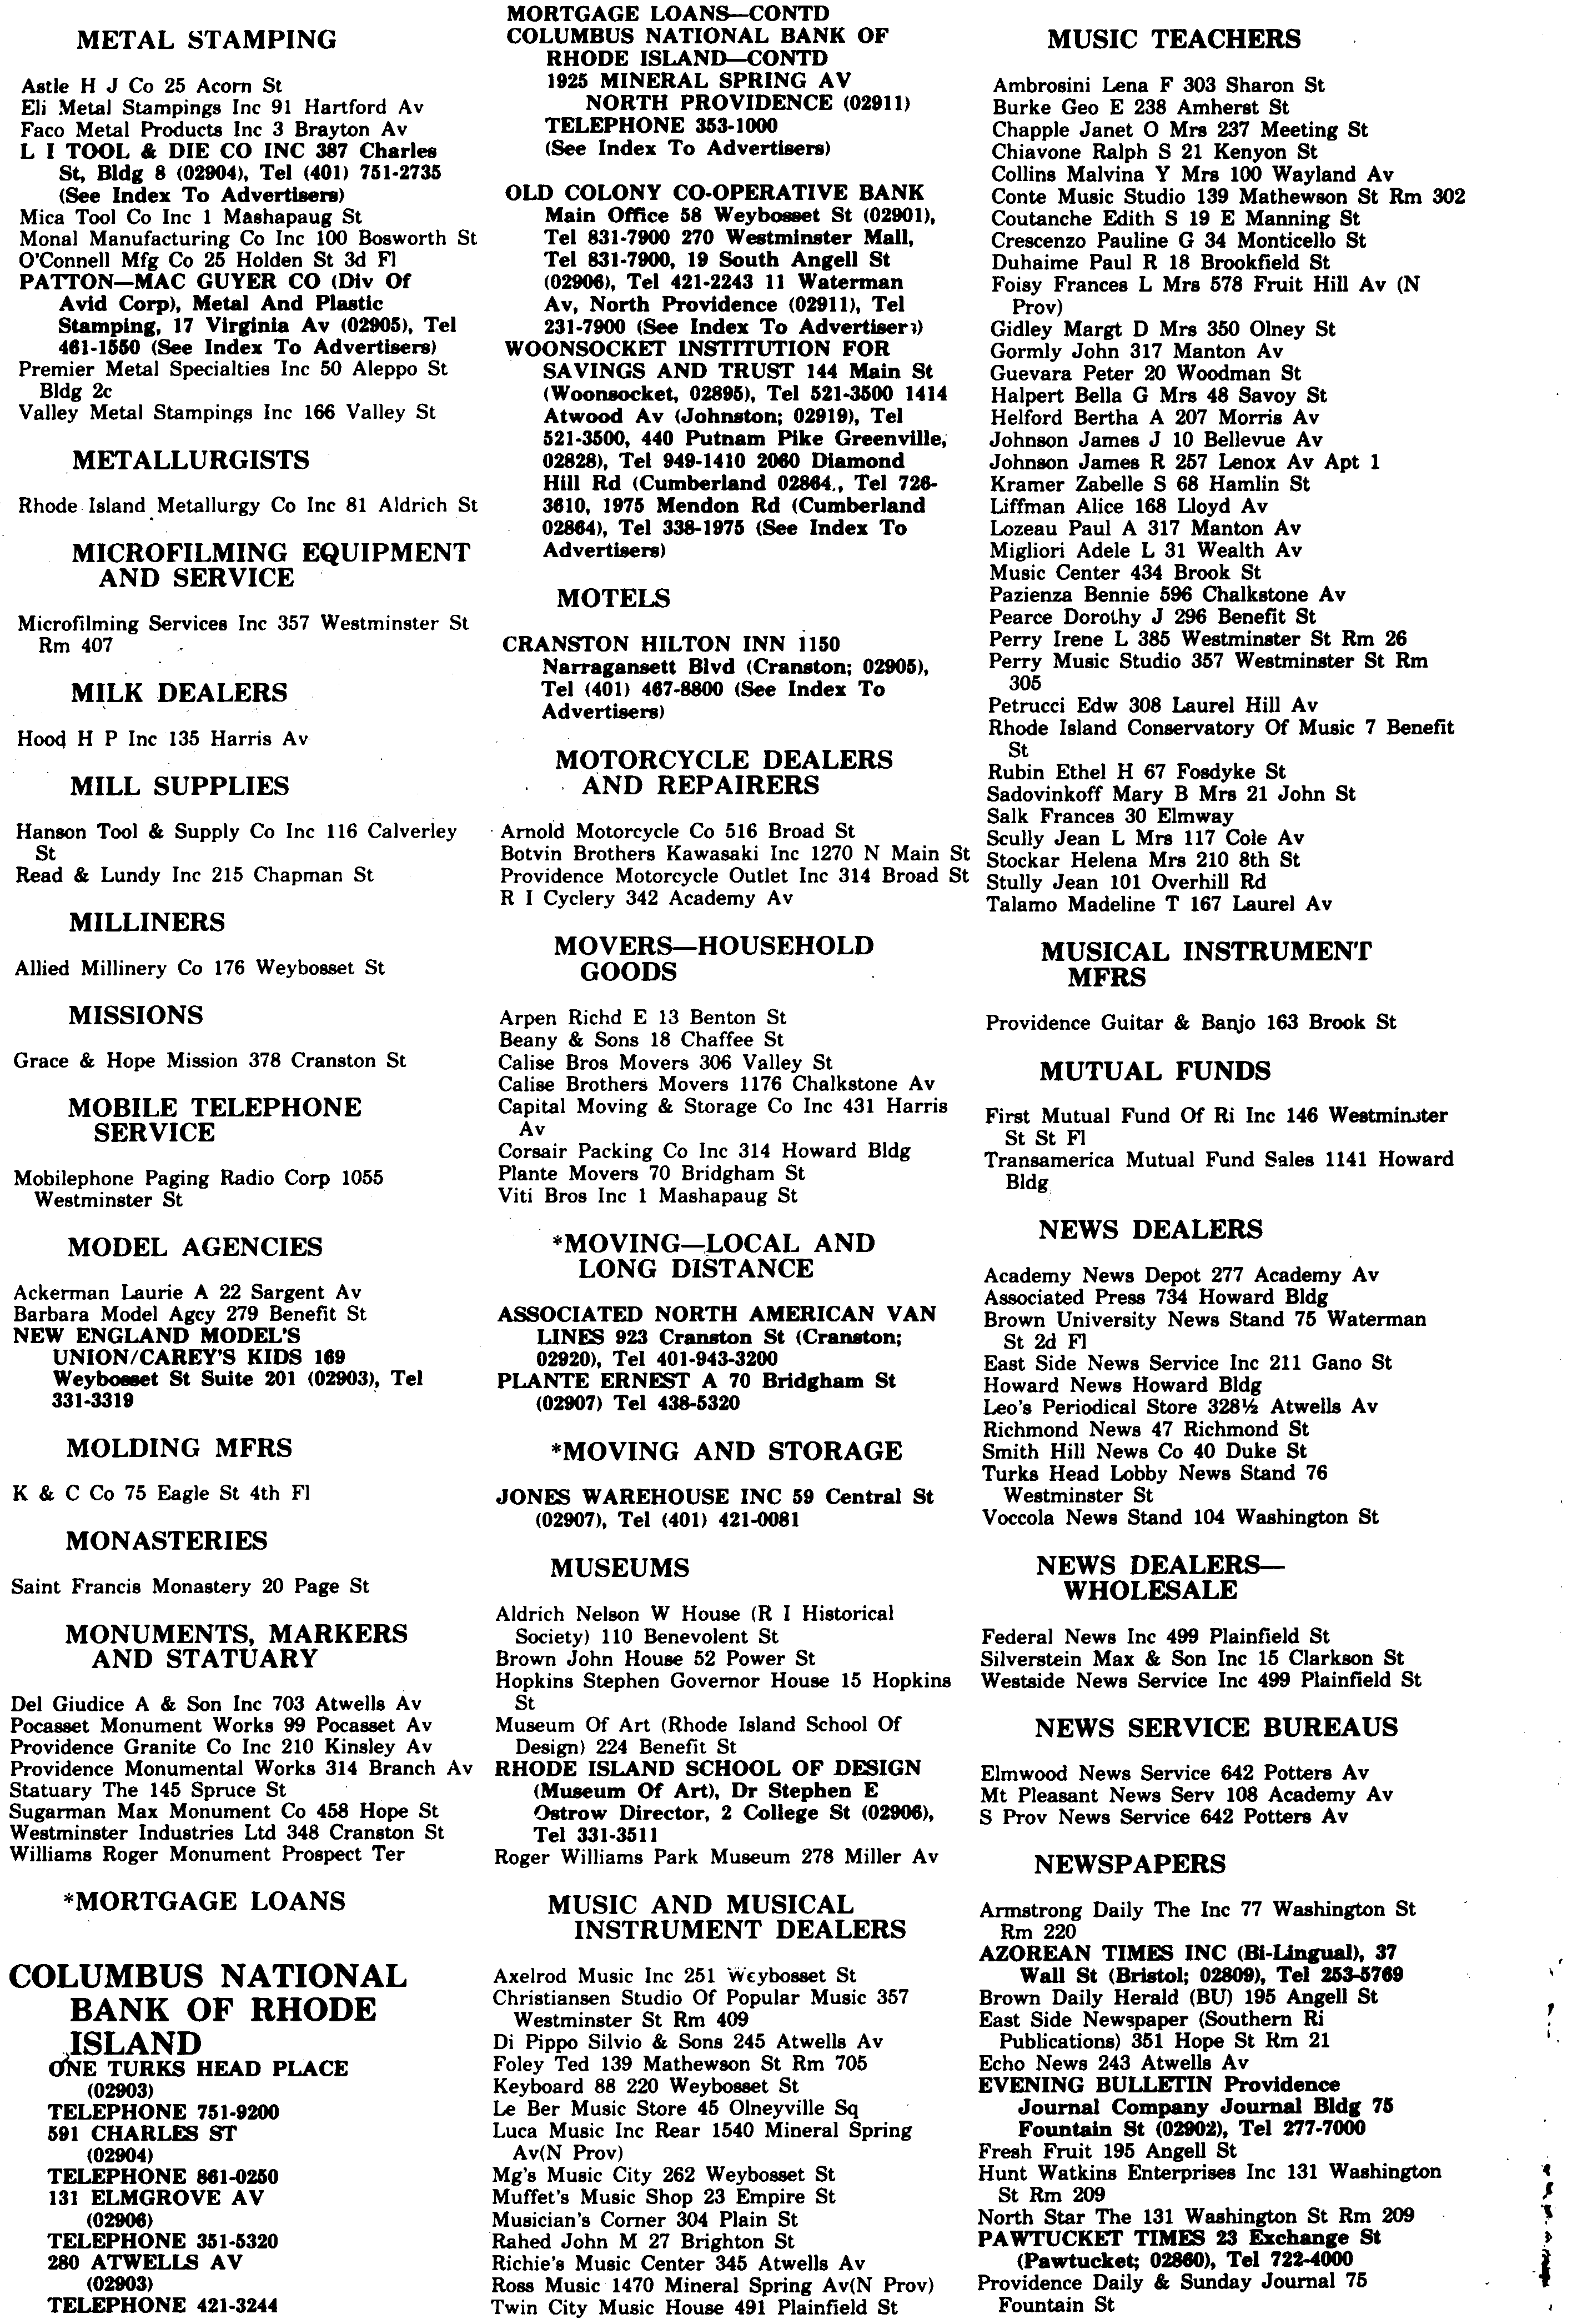 METAL STAMPING
Astle H J Co 25 Acorn St
Eli Metal Stampings Inc 91 Hartford Av
Faco Metal Products Inc 3 Brayton Av
L I TOOL & DIE CO INC 387 Charles
St, Bldg 8 (02904), Tel (401) 751-2735
(See Index To Advertisers)
Mica Tool Co Inc 1 Mashapaug St
Monal Manufacturing Co Inc 100 Bosworth St
O'Connell Mfg Co 25 Holden St 3d Fl
PATTON—MAC GUYER CO (Div Of
Avid Corp), Metal And Plastic
Stamping, 17 Virginia Av (02905), Tel
461-1550 (See Index To Advertisers)
Premier Metal Specialties Inc 50 Aleppo St
Bldg 2c
Valley Metal Stampings Inc 166 Valley St
METALLURGISTS
Rhode Island Metallurgy Co Inc 81 Aldrich St
MICROFILMING EQUIPMENT
AND SERVICE
Microfilming Services Inc 357 Westminster St
Rm 407
MILK DEALERS
Hood H P Inc 135 Harris Av
MILL SUPPLIES
Hanson Tool & Supply Co Inc 116 Calverley
St
Read & Lundy Inc 215 Chapman St
MILLINERS
Allied Millinery Co 176 Weybosset St
MISSIONS
Grace & Hope Mission 378 Cranston St
MOBILE TELEPHONE
SERVICE
Mobilephone Paging Radio Corp 1055
Westminster St
MODEL AGENCIES
Ackerman Laurie A 22 Sargent Av
Barbara Model Agcy 279 Benefit St
NEW ENGLAND MODEL'S
UNION/CAREY'S KIDS 169
Weybosset St Suite 201 (02903), Tel
331-3319
MOLDING MFRS
K & C Co 75 Eagle St 4th Fl
MONASTERIES
Saint Francis Monastery 20 Page St
MONUMENTS, MARKERS
AND STATUARY
Del Giudice A & Son Inc 703 Atwells Av
Pocasset Monument Works 99 Pocasset Av
Providence Granite Co Inc 210 Kinsley Av
Providence Monumental Works 314 Branch Av
Statuary The 145 Spruce St
Sugarman Max Monument Co 458 Hope St
Westminster Industries Ltd 348 Cranston St
Williams Roger Monument Prospect Ter
*MORTGAGE LOANS
COLUMBUS NATIONAL
BANK OF RHODE
ISLAND
ONE TURKS HEAD PLACE
(02903)
TELEPHONE 751-9200
591 CHARLES ST
(02904)
TELEPHONE 861-0250
131 ELMGROVE AV
(02906)
TELEPHONE 351-5320
280 ATWELLS AV
(02903)
TELEPHONE 421-3244
MORTGAGE LOANS—CONTD
COLUMBUS NATIONAL BANK OF
RHODE ISLAND—CONTD
1925 MINERAL SPRING AV
NORTH PROVIDENCE (02911)
TELEPHONE 353-1000
(See Index To Advertisers)
OLD COLONY CO-OPERATIVE BANK
Main Office 58 Weybosset St (02901),
Tel 831-7900 270 Westminster Mall,
Tel 831-7900, 19 South Angell St
(02906), Tel 421-2243 11 Waterman
Av, North Providence (02911), Tel
231-7900 (See Index To Advertisers)
WOONSOCKET INSTITUTION FOR
SAVINGS AND TRUST 144 Main St
(Woonsocket, 02895), Tel 521-3500 1414
Atwood Av (Johnston; 02919), Tel
521-3500, 440 Putnam Pike Greenville,
02828), Tel 949-1410 2060 Diamond
Hill Rd (Cumberland 02864., Tel 726-
3610, 1975 Mendon Rd (Cumberland
02864), Tel 338-1975 (See Index To
Advertisers)
MOTELS
CRANSTON HILTON INN 1150
Narragansett Blvd (Cranston; 02905),
Tel (401) 467-8800 (See Index To
Advertisers)
MOTORCYCLE DEALERS
AND REPAIRERS
Arnold Motorcycle Co 516 Broad St
Botvin Brothers Kawasaki Inc 1270 N Main St
Providence Motorcycle Outlet Inc 314 Broad St
R I Cyclery 342 Academy Av
MOVERS—HOUSEHOLD
GOODS
Arpen Richd E 13 Benton St
Beany & Sons 18 Chaffee St
Calise Bros Movers 306 Valley St
Calise Brothers Movers 1176 Chalkstone Av
Capital Moving & Storage Co Inc 431 Harris
Av
Corsair Packing Co Inc 314 Howard Bldg
Plante Movers 70 Bridgham St
Viti Bros Inc 1 Mashapaug St
*MOVING—LOCAL AND
LONG DISTANCE
ASSOCIATED NORTH AMERICAN VAN
LINES 923 Cranston St (Cranston;
02920), Tel 401-943-3200
PLANTE ERNEST A 70 Bridgham St
(02907) Tel 438-5320
*MOVING AND STORAGE
JONES WAREHOUSE INC 59 Central St
(02907), Tel (401) 421-0081
MUSEUMS
Aldrich Nelson W House (R I Historical
Society) 110 Benevolent St
Brown John House 52 Power St
Hopkins Stephen Governor House 15 Hopkins
St
Museum Of Art (Rhode Island School Of
Design) 224 Benefit St
RHODE ISLAND SCHOOL OF DESIGN
(Museum Of Art), Dr Stephen E
Ostrow Director, 2 College St (02906),
Tel 331-3511
Roger Williams Park Museum 278 Miller Av
MUSIC AND MUSICAL
INSTRUMENT DEALERS
Axelrod Music Inc 251 Weybosset St
Christiansen Studio Of Popular Music 357
Westminster St Rm 409
Di Pippo Silvio & Sons 245 Atwells Av
Foley Ted 139 Mathewson St Rm 705
Keyboard 88 220 Weybosset St
Le Ber Music Store 45 Olneyville Sq
Luca Music Inc Rear 1540 Mineral Spring
Av(N Prov)
Mg's Music City 262 Weybosset St
Muffet's Music Shop 23 Empire St
Musician's Corner 304 Plain St
Rahed John M 27 Brighton St
Richie's Music Center 345 Atwells Av
Ross Music 1470 Mineral Spring Av(N Prov)
Twin City Music House 491 Plainfield St
MUSIC TEACHERS
Ambrosini Lena F 303 Sharon St
Burke Geo E 238 Amherst St
Chapple Janet O Mrs 237 Meeting St
Chiavone Ralph S 21 Kenyon St
Collins Malvina Y Mrs 100 Wayland Av
Conte Music Studio 139 Mathewson St Rm 302
Coutanche Edith S 19 E Manning St
Crescenzo Pauline G 34 Monticello St
Duhaime Paul R 18 Brookfield St
Foisy Frances L Mrs 578 Fruit Hill Av (N
Prov)
Gidley Margt D Mrs 350 Olney St
Gormly John 317 Manton Av
Guevara Peter 20 Woodman St
Halpert Bella G Mrs 48 Savoy St
Helford Bertha A 207 Morris Av
Johnson James J 10 Bellevue Av
Johnson James R 257 Lenox Av Apt 1
Kramer Zabelle S 68 Hamlin St
Liffman Alice 168 Lloyd Av
Lozeau Paul A 317 Manton Av
Migliori Adele L 31 Wealth Av
Music Center 434 Brook St
Pazienza Bennie 596 Chalkstone Av
Pearce Dorothy J 296 Benefit St
Perry Irene L 385 Westminster St Rm 26
Perry Music Studio 357 Westminster St Rm
305
Petrucci Edw 308 Laurel Hill Av
Rhode Island Conservatory Of Music 7 Benefit
St
Rubin Ethel H 67 Fosdyke St
Sadovinkoff Mary B Mrs 21 John St
Salk Frances 30 Elmway
Scully Jean L Mrs 117 Cole Av
Stockar Helena Mrs 210 8th St
Stully Jean 101 Overhill Rd
Talamo Madeline T 167 Laurel Av
MUSICAL INSTRUMENT
MFRS
Providence Guitar & Banjo 163 Brook St
MUTUAL FUNDS
First Mutual Fund Of Ri Inc 146 Westminster
St St Fl
Transamerica Mutual Fund Sales 1141 Howard
Bldg
NEWS DEALERS
Academy News Depot 277 Academy Av
Associated Press 734 Howard Bldg
Brown University News Stand 75 Waterman
St 2d Fl
East Side News Service Inc 211 Gano St
Howard News Howard Bldg
Leo's Periodical Store 328½ Atwells Av
Richmond News 47 Richmond St
Smith Hill News Co 40 Duke St
Turks Head Lobby News Stand 76
Westminster St
Voccola News Stand 104 Washington St
NEWS DEALERS—
WHOLESALE
Federal News Inc 499 Plainfield St
Silverstein Max & Son Inc 15 Clarkson St
Westside News Service Inc 499 Plainfield St
NEWS SERVICE BUREAUS
Elmwood News Service 642 Potters Av
Mt Pleasant News Serv 108 Academy Av
S Prov News Service 642 Potters Av
NEWSPAPERS
Armstrong Daily The Inc 77 Washington St
Rm 220
AZOREAN TIMES INC (Bi-Lingual), 37
Wall St (Bristol; 02809), Tel 253-5769
Brown Daily Herald (BU) 195 Angell St
East Side Newspaper (Southern Ri
Publications) 351 Hope St Rm 21
Echo News 243 Atwells Av
EVENING BULLETIN Providence
Journal Company Journal Bldg 75
Fountain St (02902), Tel 277-7000
Fresh Fruit 195 Angell St
Hunt Watkins Enterprises Inc 131 Washington
St Rm 209
North Star The 131 Washington St Rm 209
PAWTUCKET TIMES 23 Exchange St
(Pawtucket; 02860), Tel 722-4000
Providence Daily & Sunday Journal 75
Fountain St